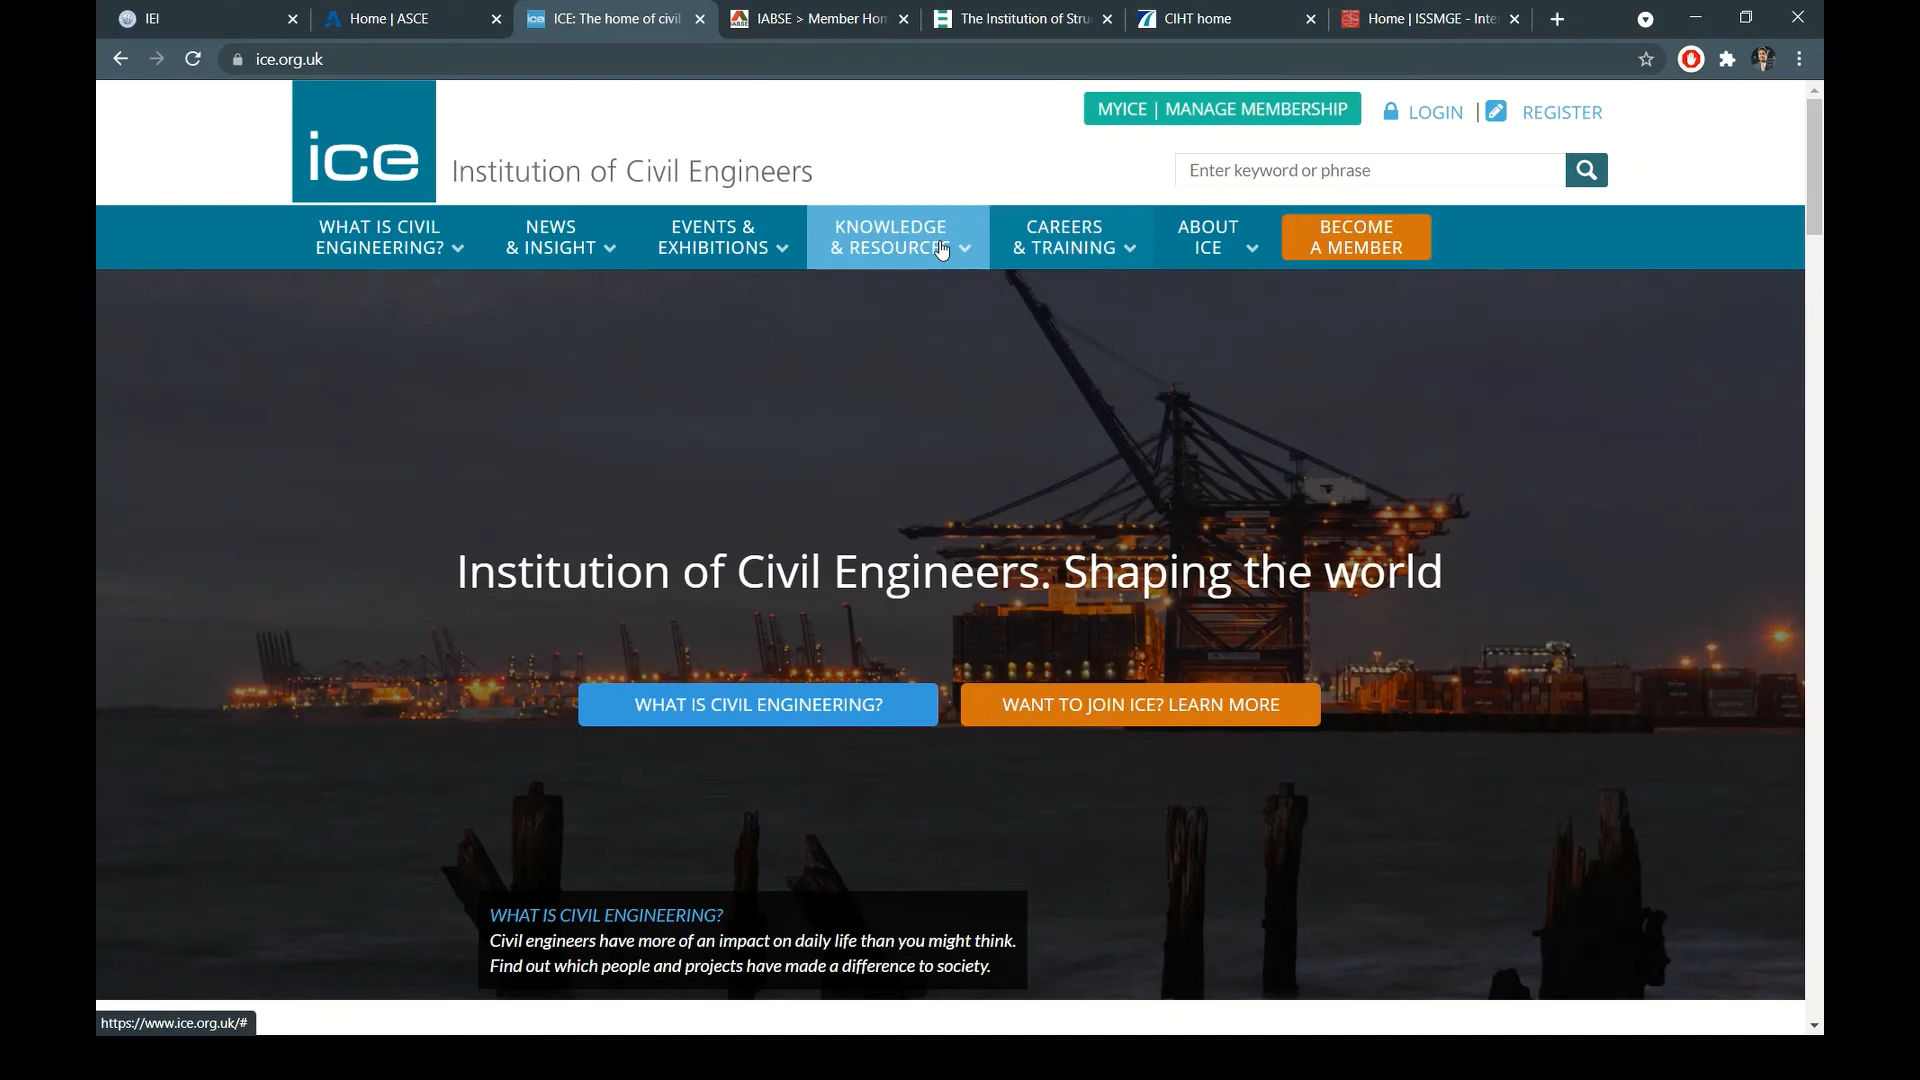 IEI
Home | ASCE
ICE: The home of civil
IABSE > Member Hom
The Institution of Stru
CIHT home
Home | ISSMGE - Inter
ice.org.uk
MYICE | MANAGE MEMBERSHIP
LOGIN | REGISTER
ice
Institution of Civil Engineers
Enter keyword or phrase
WHAT IS CIVIL
ENGINEERING?
NEWS
& INSIGHT
EVENTS &
EXHIBITIONS
KNOWLEDGE
& RESOURCES
CAREERS
& TRAINING
ABOUT
ICE
BECOME
A MEMBER
Institution of Civil Engineers. Shaping the world
WHAT IS CIVIL ENGINEERING?
WANT TO JOIN ICE? LEARN MORE
WHAT IS CIVIL ENGINEERING?
Civil engineers have more of an impact on daily life than you might think.
Find out which people and projects have made a difference to society.
https://www.ice.org.uk/#